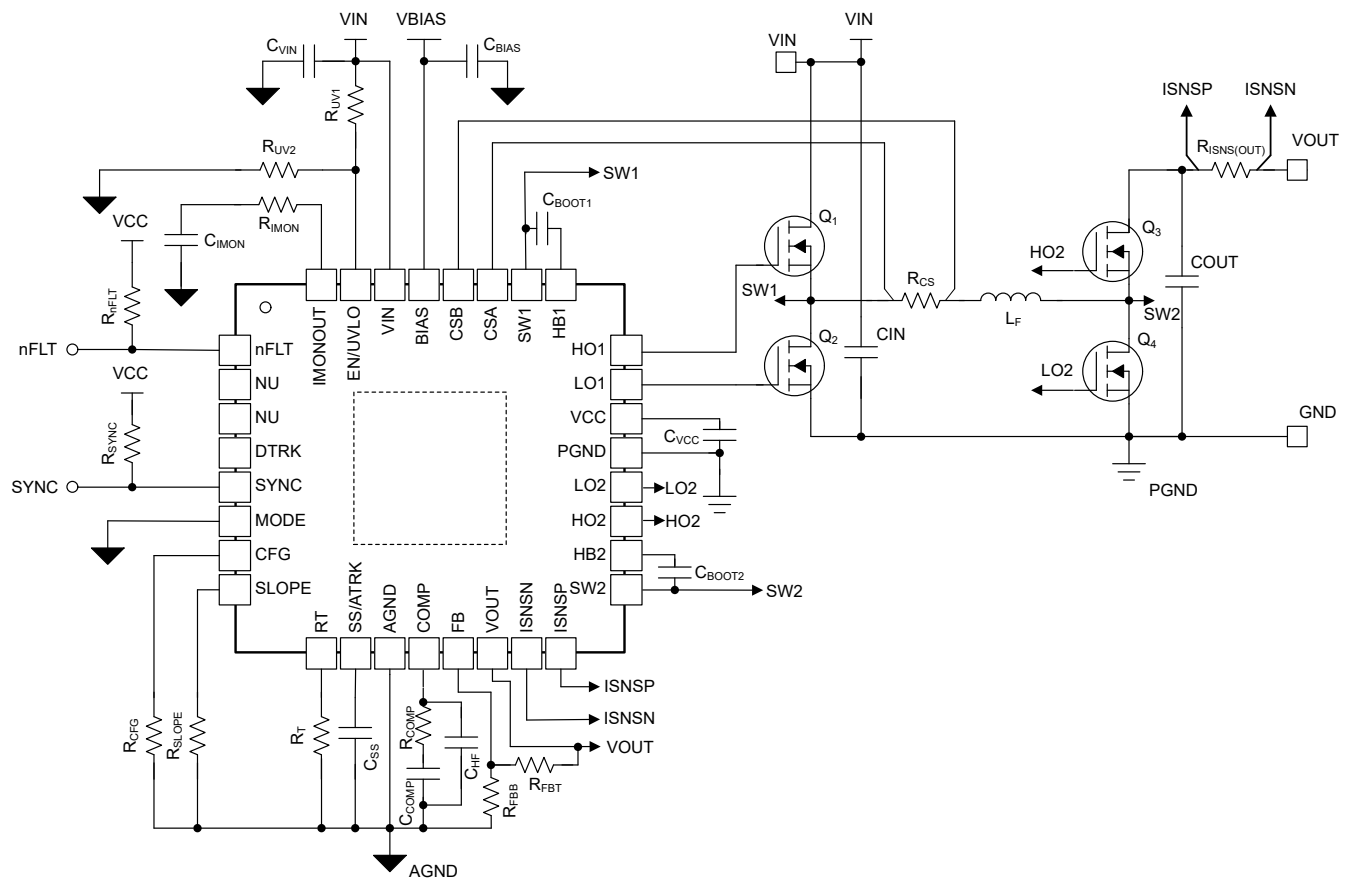 VIN
VBIAS
CVIN
CBIAS
RUV1
RUV2
VCC
CIMON
RIMON
RnFLT
SW1
CBOOT1
VIN
VIN
ISNSP
ISNSN
RISNS(OUT)
VOUT
Q1
Q3
HO2
COUT
SW1
RCS
LF
SW2
Q2
CIN
Q4
LO2
GND
PGND
IMONOUT
EN/UVLO
VIN
BIAS
CSB
CSA
SW1
HB1
nFLT
nFLT
NU
VCC
NU
DTRK
RSYNC
SYNC
SYNC
MODE
CFG
SLOPE
HO1
LO1
VCC
CVCC
PGND
LO2
LO2
HO2
HO2
HB2
CBOOT2
SW2
SW2
RT
SS/ATRK
AGND
COMP
FB
VOUT
ISNSN
ISNSP
ISNSP
ISNSN
VOUT
RCFG
RSLOPE
RT
CSS
RCOMP
CHF
CCOMP
RFBB
RFBT
AGND